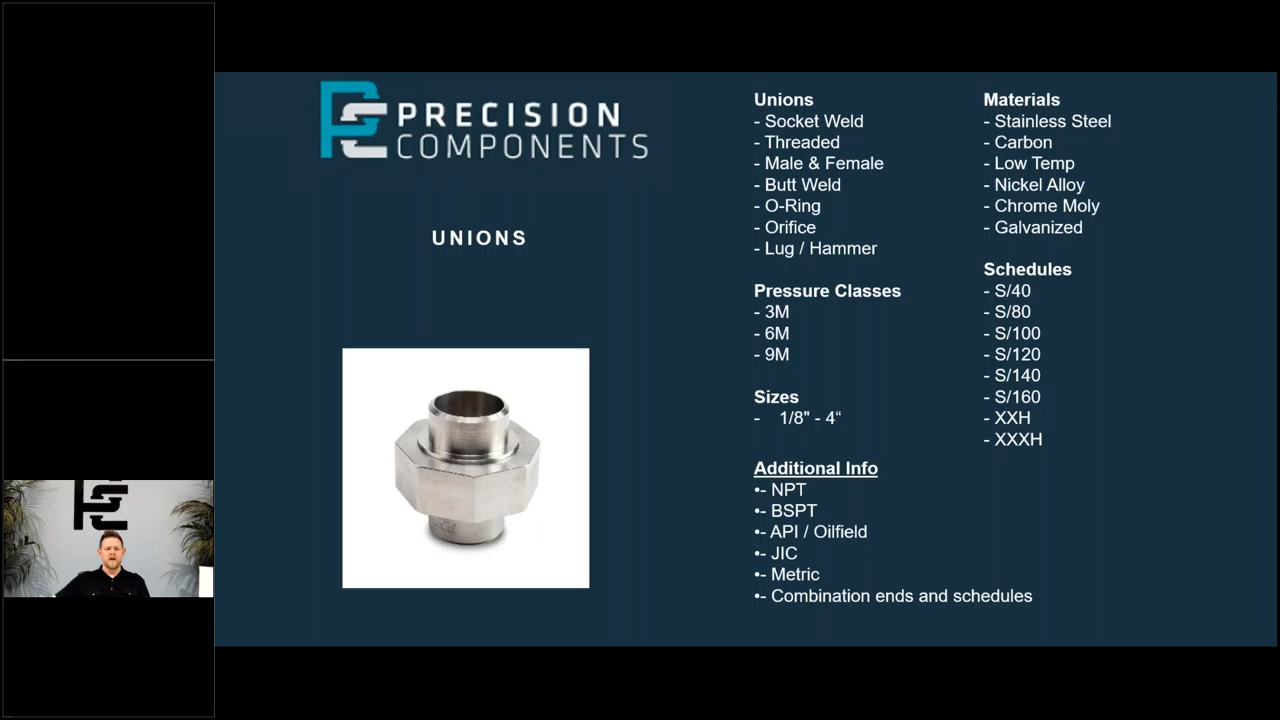 PRECISION
COMPONENTS
UNIONS
Unions
- Socket Weld
- Threaded
- Male & Female
- Butt Weld
- O-Ring
- Orifice
- Lug / Hammer
Pressure Classes
- 3M
- 6M
- 9M
Sizes
- 1/8" - 4“
Additional Info
•- NPT
•- BSPT
•- API / Oilfield
•- JIC
•- Metric
•- Combination ends and schedules
Materials
- Stainless Steel
- Carbon
- Low Temp
- Nickel Alloy
- Chrome Moly
- Galvanized
Schedules
- S/40
- S/80
- S/100
- S/120
- S/140
- S/160
- XXH
- XXXH